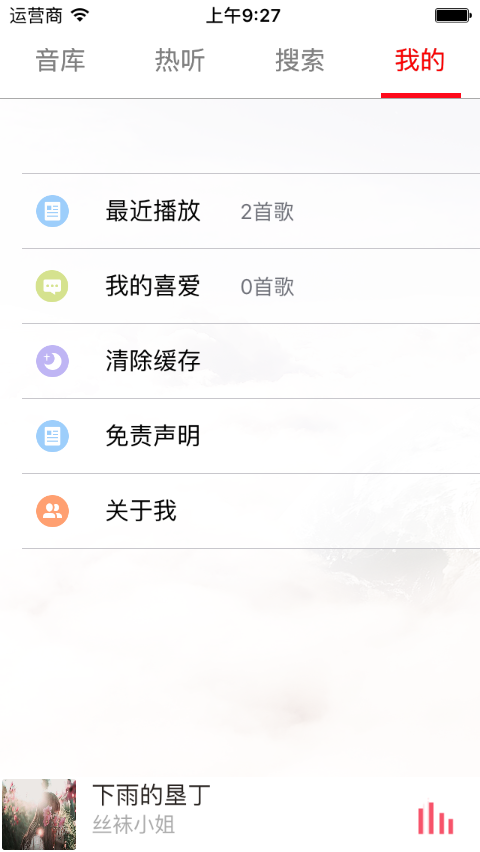 运营商 上午9:27
音库 热听 搜索 我的
最近播放 2首歌
我的喜爱 0首歌
清除缓存
免责声明
关于我
下雨的垦丁
丝袜小姐